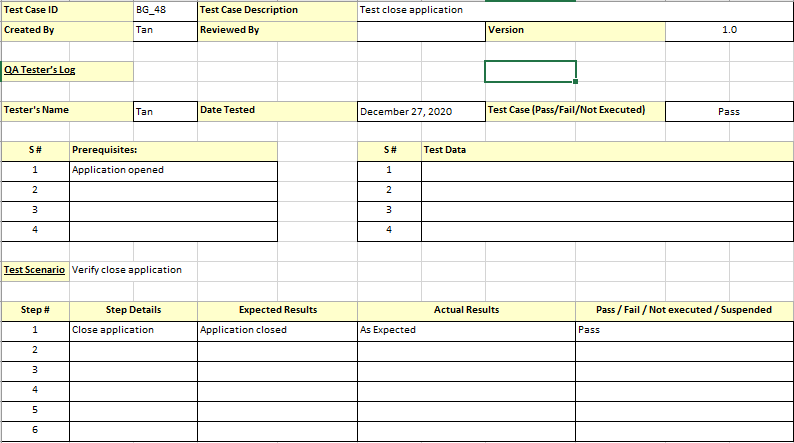 Test Case ID BG_48 Test Case Description Test close application
Created By Tan Reviewed By Version 1.0
QA Tester's Log
Tester's Name Tan Date Tested December 27, 2020 Test Case (Pass/Fail/Not Executed) Pass
S # Prerequisites: S # Test Data
1 Application opened 1
2 2
3 3
4 4
Test Scenario Verify close application
Step # Step Details Expected Results Actual Results Pass / Fail / Not executed / Suspended
1 Close application Application closed As Expected Pass
2
3
4
5
6